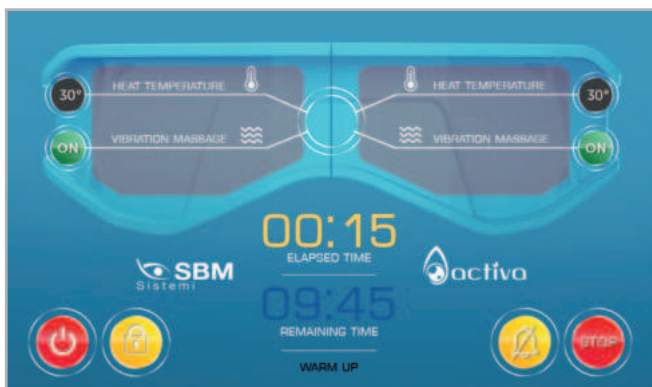 HEAT TEMPERATURE
HEAT TEMPERATURE
30°
30°
VIBRATION MASSAGE
VIBRATION MASSAGE
ON
ON
00:15
ELAPSED TIME
SBM
Sistemi
activa
09:45
REMAINING TIME
STOP
WARM UP